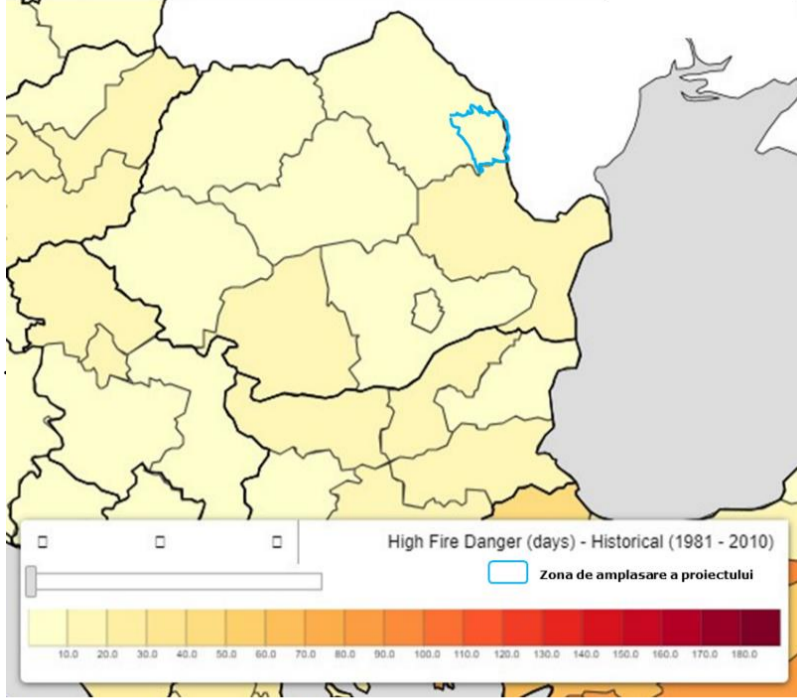 High Fire Danger (days) - Historical (1981 - 2010)
Zona de amplasare a proiectului
10.0 20.0 30.0 40.0 50.0 60.0 70.0 80.0 90.0 100.0 110.0 120.0 130.0 140.0 150.0 160.0 170.0 180.0